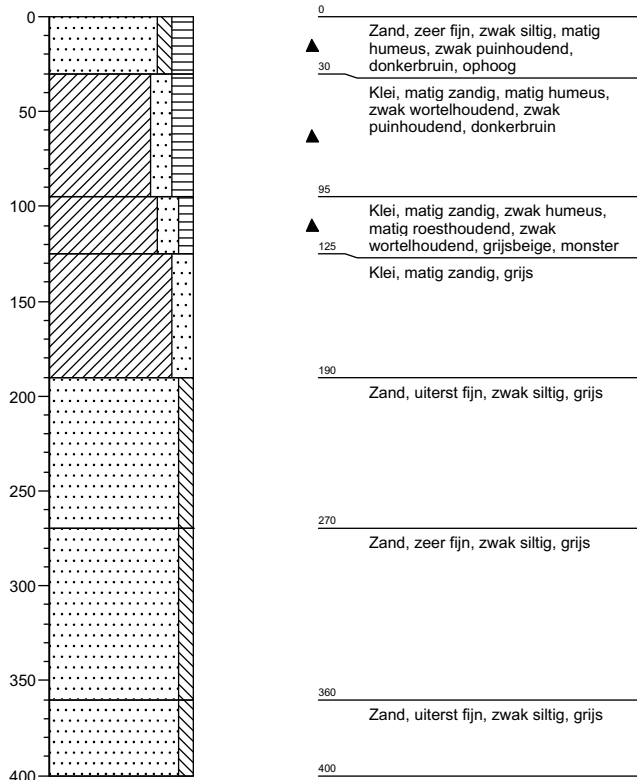 0
50
100
150
200
250
300
350
400
0
Zand, zeer fijn, zwak siltig, matig
humeus, zwak puinhoudend,
donkerbruin, ophoog
30
Klei, matig zandig, matig humeus,
zwak wortelhoudend, zwak
puinhoudend, donkerbruin
95
Klei, matig zandig, zwak humeus,
matig roesthoudend, zwak
wortelhoudend, grijsbeige, monster
125
Klei, matig zandig, grijs
190
Zand, uiterst fijn, zwak siltig, grijs
270
Zand, zeer fijn, zwak siltig, grijs
360
Zand, uiterst fijn, zwak siltig, grijs
400